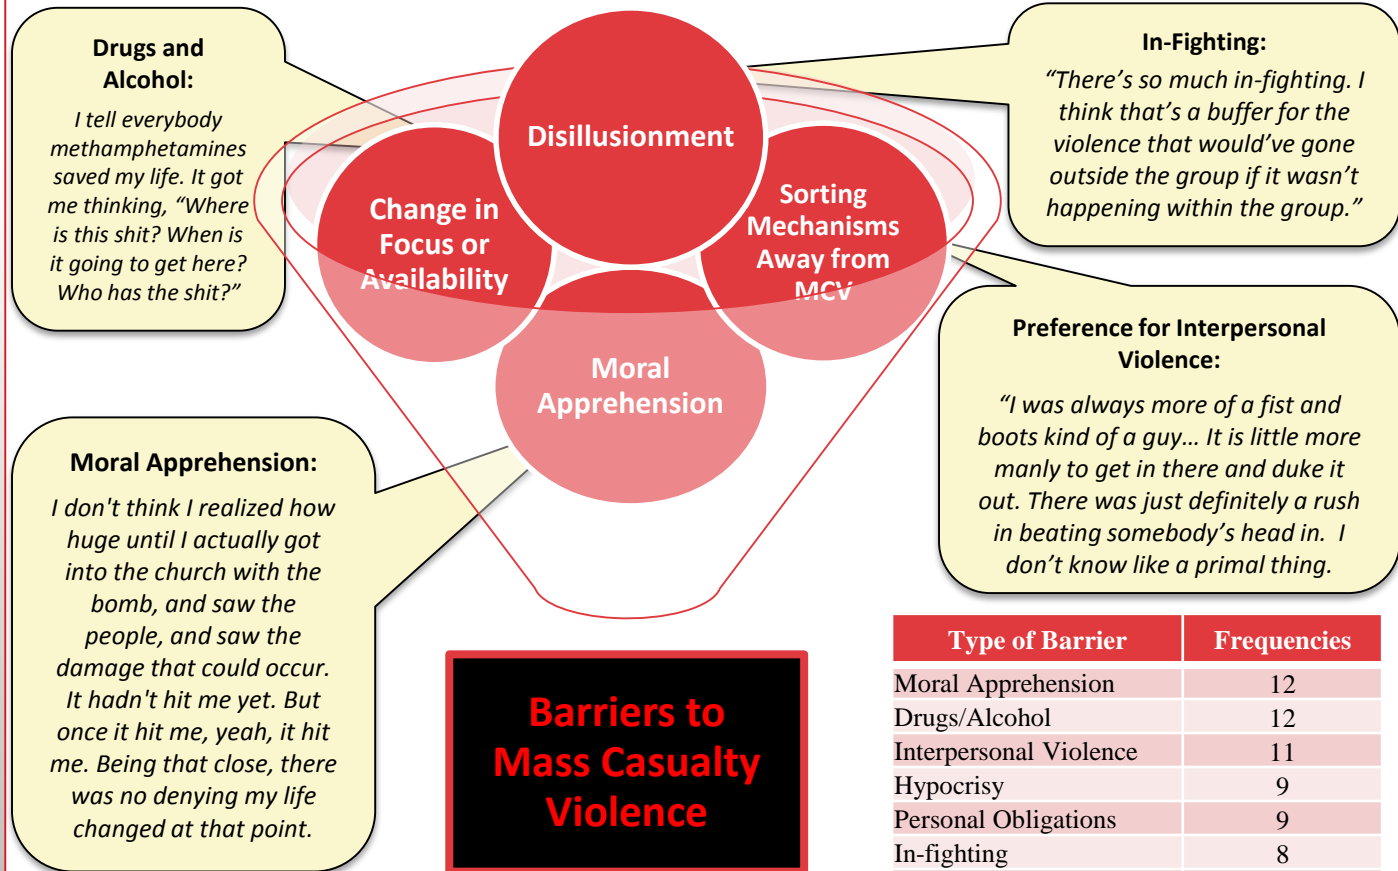 Drugs and
Alcohol:
I tell everybody
methamphetamines
saved my life. It got
me thinking, “Where
is this shit? When is
it going to get here?
Who has the shit?”
Disillusionment
Change in
Focus or
Availability
Sorting
Mechanisms
Away from
MCV
Moral
Apprehension
In-Fighting:
“There’s so much in-fighting. I
think that’s a buffer for the
violence that would’ve gone
outside the group if it wasn’t
happening within the group.”
Preference for Interpersonal
Violence:
“I was always more of a fist and
boots kind of a guy… It is little more
manly to get in there and duke it
out. There was just definitely a rush
in beating somebody’s head in.  I
don’t know like a primal thing.
Moral Apprehension:
I don't think I realized how
huge until I actually got
into the church with the
bomb, and saw the
people, and saw the
damage that could occur.
It hadn't hit me yet. But
once it hit me, yeah, it hit
me. Being that close, there
was no denying my life
changed at that point.
Barriers to
Mass Casualty
Violence
Type of Barrier Frequencies
Moral Apprehension 12
Drugs/Alcohol 12
Interpersonal Violence 11
Hypocrisy 9
Personal Obligations 9
In-fighting 8